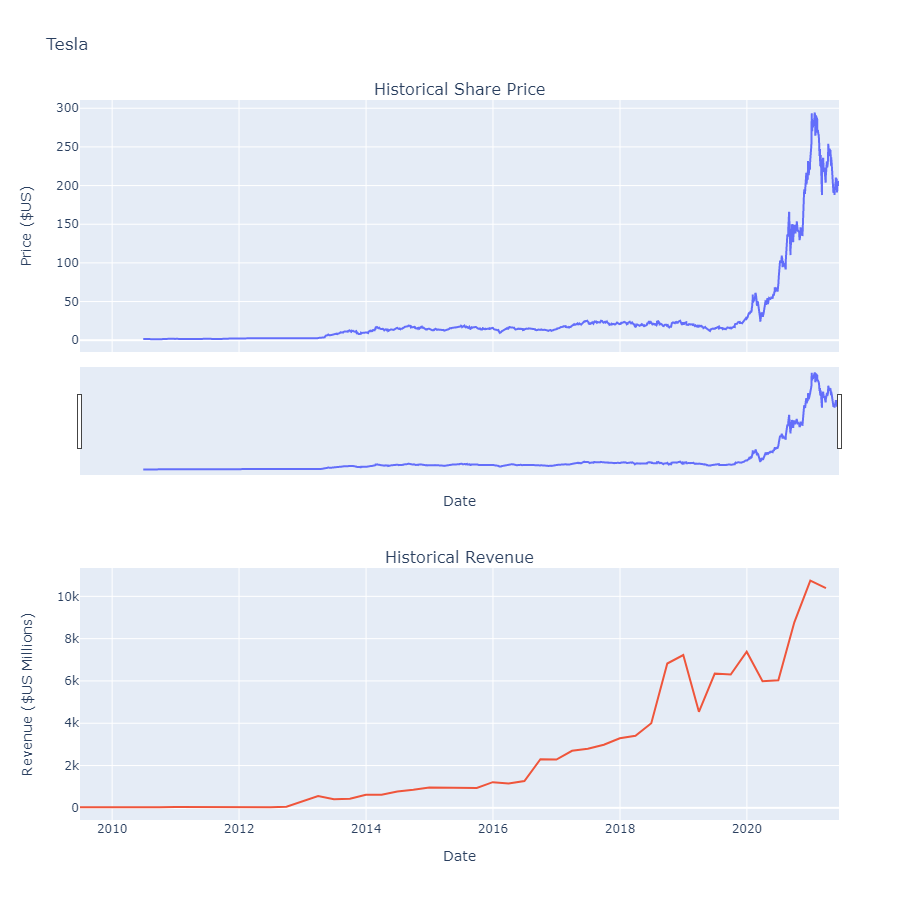 Tesla
Historical Share Price
300
250
200
150
100
50
0
Price ($US)
Date
Historical Revenue
10k
8k
6k
4k
2k
0
Revenue ($US Millions)
2010 2012 2014 2016 2018 2020
Date